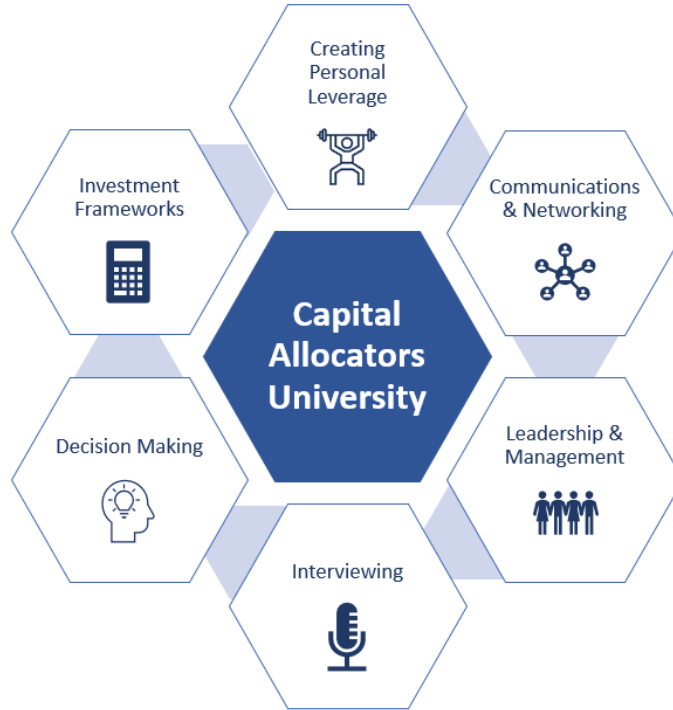 Creating
Personal
Leverage
Communications
& Networking
Leadership &
Management
Interviewing
Decision Making
Investment
Frameworks
Capital
Allocators
University